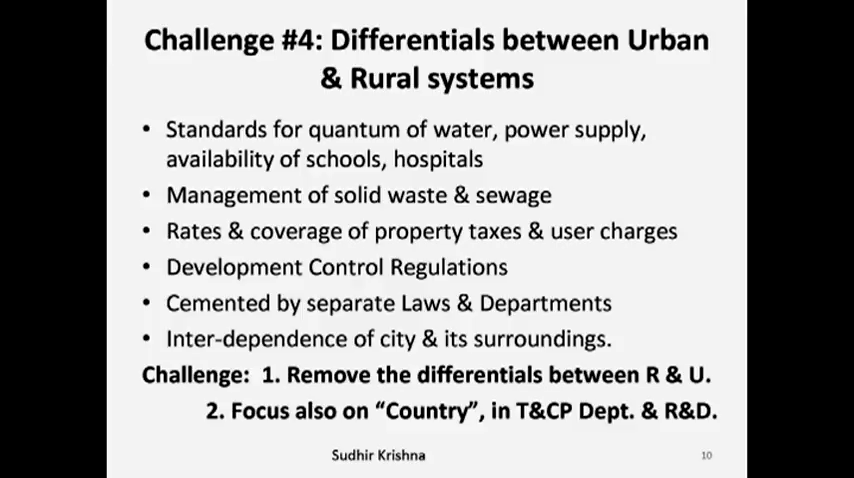 Challenge #4: Differentials between Urban
& Rural systems
• Standards for quantum of water, power supply,
availability of schools, hospitals
• Management of solid waste & sewage
• Rates & coverage of property taxes & user charges
• Development Control Regulations
• Cemented by separate Laws & Departments
• Inter-dependence of city & its surroundings.
Challenge: 1. Remove the differentials between R & U.
2. Focus also on “Country”, in T&CP Dept. & R&D.
Sudhir Krishna 10